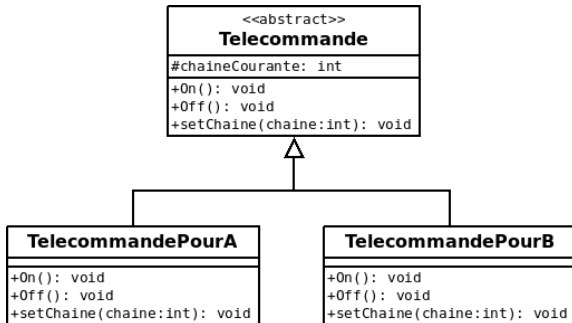 <<abstract>>
Telecommande
#chaineCourante: int
+On(): void
+Off(): void
+setChaine(chaine:int): void
TelecommandePourA
+On(): void
+Off(): void
+setChaine(chaine:int): void
TelecommandePourB
+On(): void
+Off(): void
+setChaine(chaine:int): void